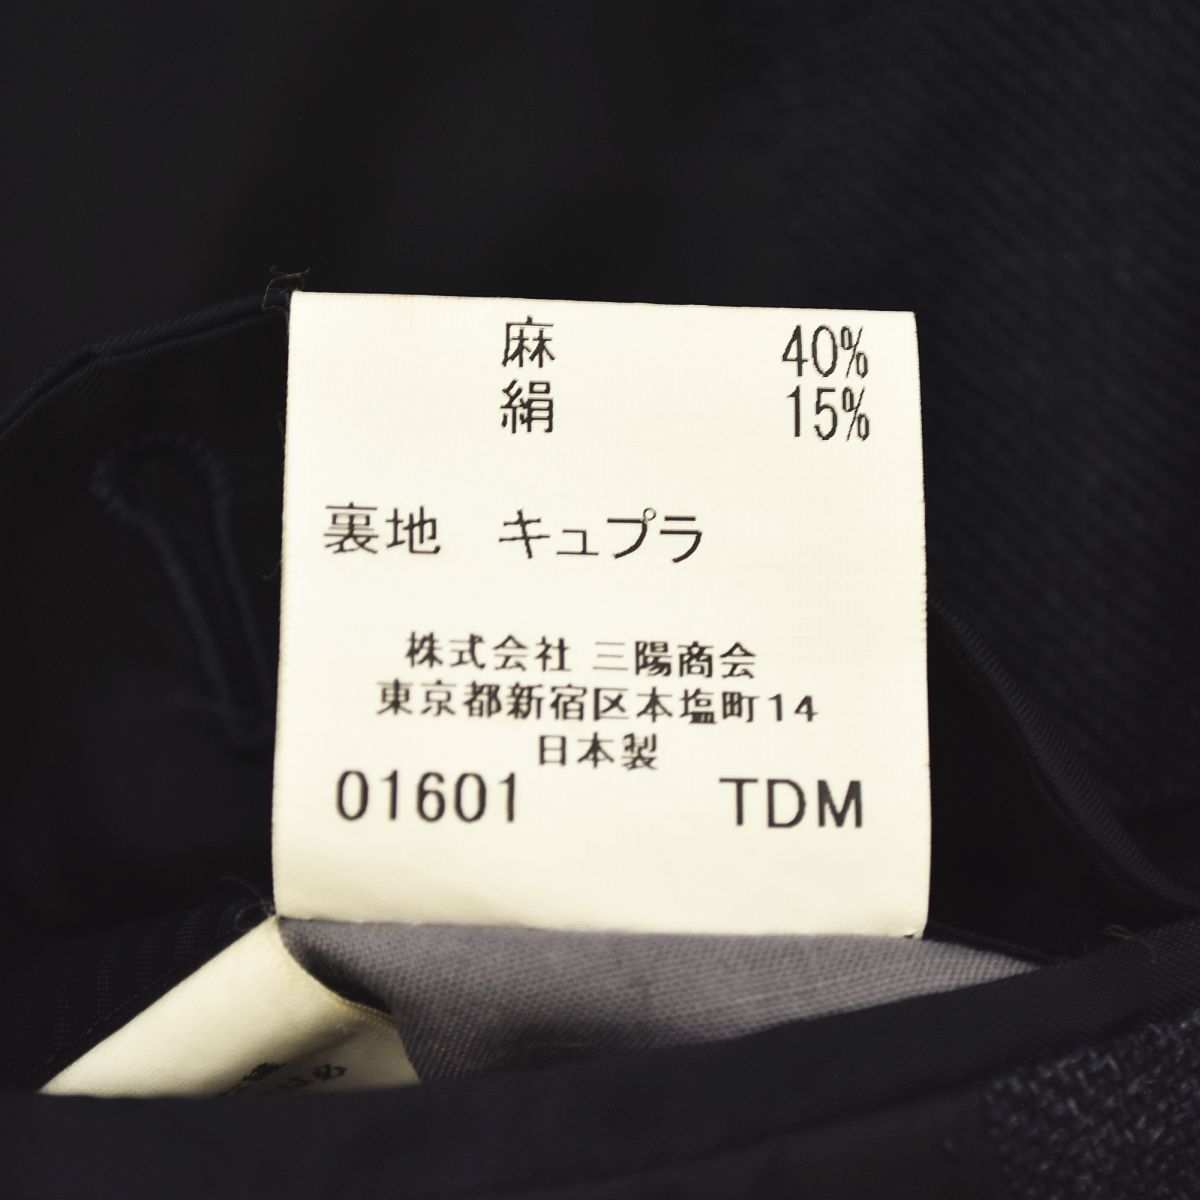 麻 40%
絹 15%
裏地 キュプラ
株式会社 三陽商会
東京都新宿区本塩町14
日本製
01601 TDM